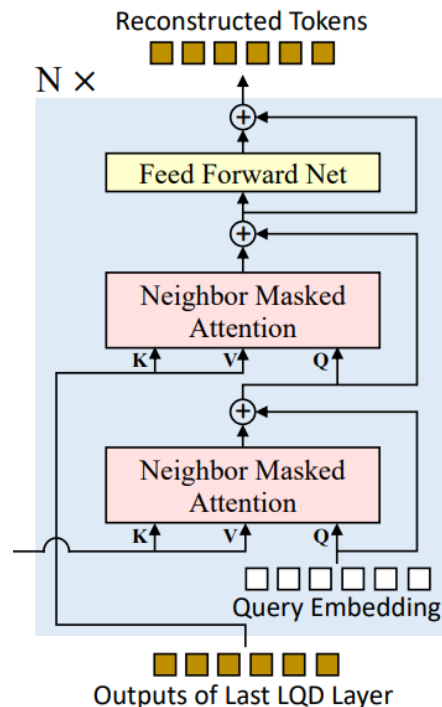 Reconstructed Tokens
N ×
Feed Forward Net
Neighbor Masked
Attention
K V Q
Neighbor Masked
Attention
K V Q
Query Embedding
Outputs of Last LQD Layer